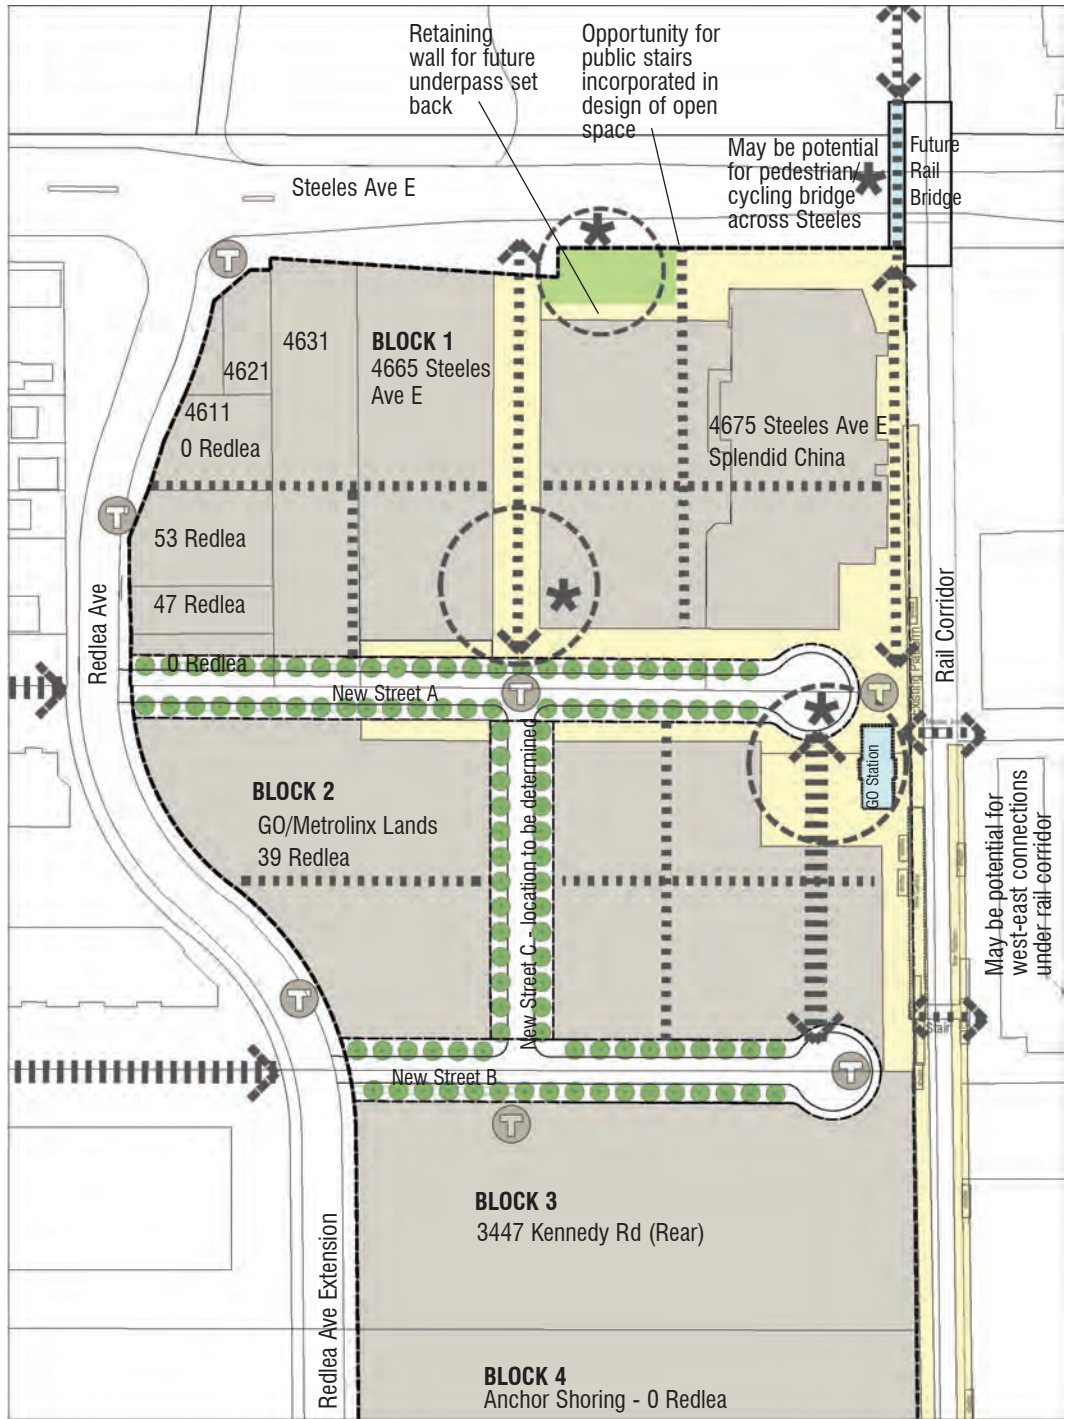 Retaining
wall for future
underpass set
back
Opportunity for
public stairs
incorporated in
design of open
space
May be potential
for pedestrian/
cycling bridge
across Steeles
Future
Rail
Bridge
Steeles Ave E
T
4631
4621
4611
0 Redlea
BLOCK 1
4665 Steeles
Ave E
4675 Steeles Ave E
Splendid China
T
53 Redlea
47 Redlea
0 Redlea
Redlea Ave
Rail Corridor
Existing Platform
New Street A
T
T
GO Station
BLOCK 2
GO/Metrolinx Lands
39 Redlea
New Street C - location to be determined
May be potential for
west-east connections
under rail corridor
T
Stair
New Street B
T
T
BLOCK 3
3447 Kennedy Rd (Rear)
Redlea Ave Extension
BLOCK 4
Anchor Shoring - 0 Redlea